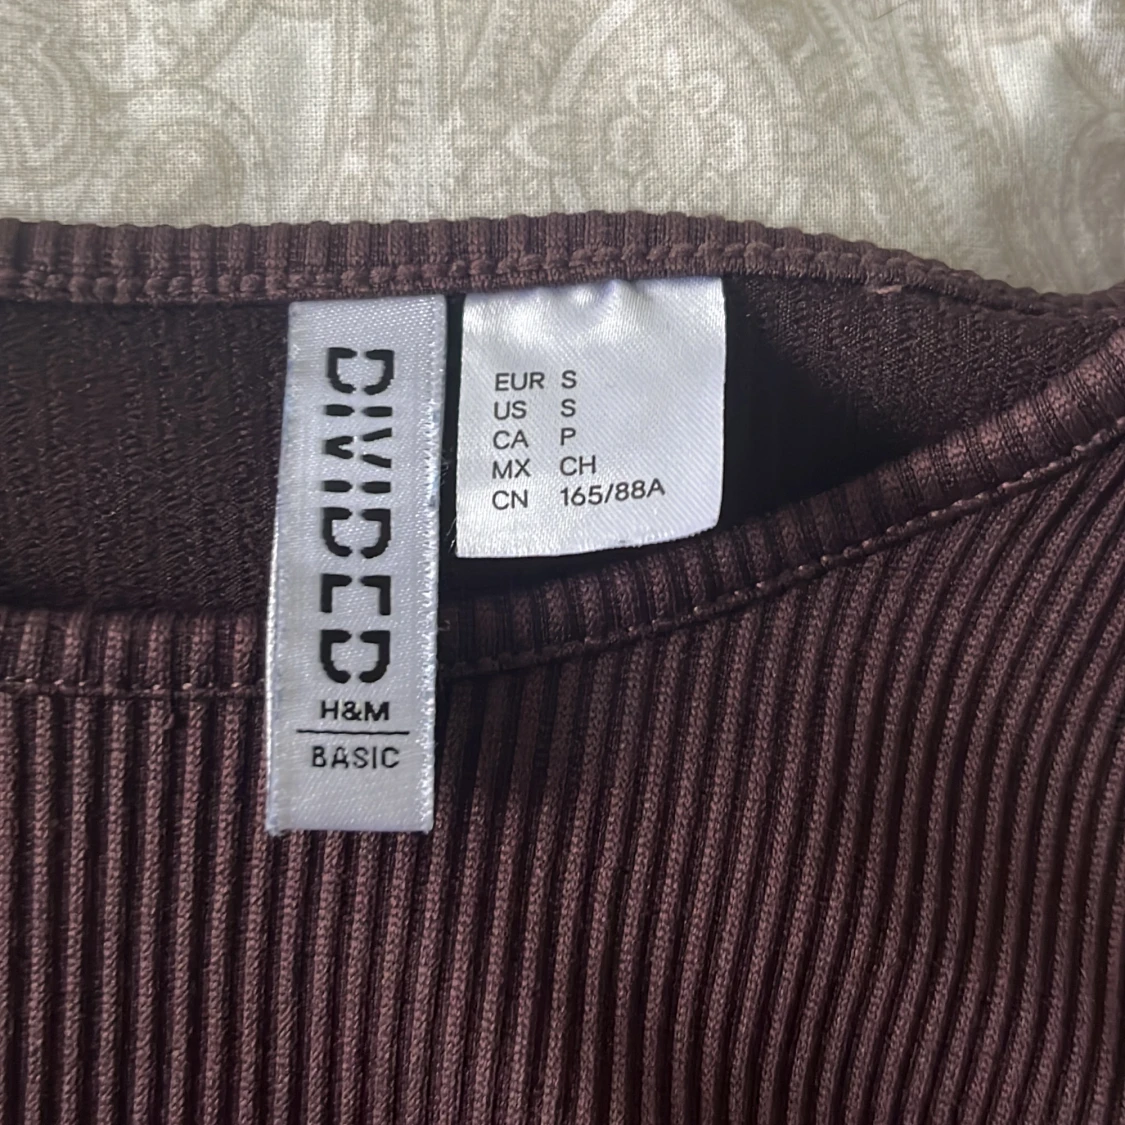 DIVIDED
H&M
BASIC
EUR S
US S
CA P
MX CH
CN 165/88A